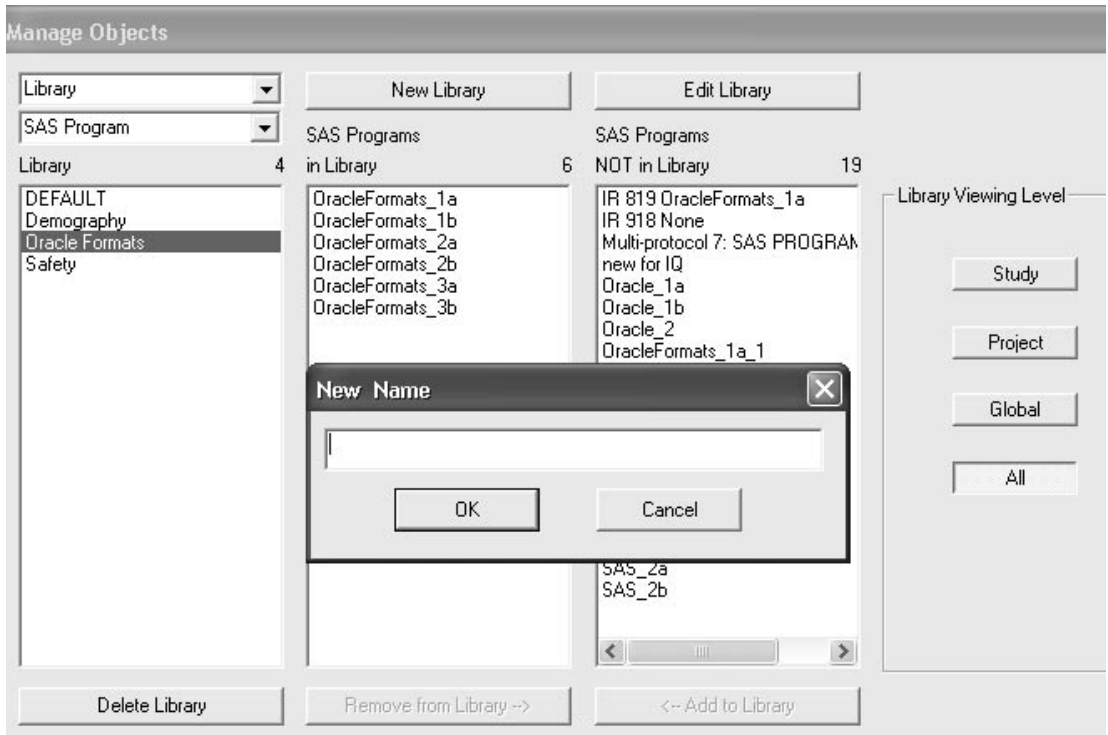 Manage Objects
Library
New Library
Edit Library
SAS Program
SAS Programs
SAS Programs
Library 4
in Library 6
NOT in Library 19
DEFAULT
Demography
Oracle Formats
Safety
OracleFormats_1a
OracleFormats_1b
OracleFormats_2a
OracleFormats_2b
OracleFormats_3a
OracleFormats_3b
IR 819 OracleFormats_1a
IR 918 None
Multi-protocol 7: SAS PROGRAM
new for IQ
Oracle_1a
Oracle_1b
Oracle_2
OracleFormats_1a_1
SAS_2a
SAS_2b
Library Viewing Level
Study
Project
Global
All
New Name
OK
Cancel
Delete Library
Remove from Library -->
<-- Add to Library